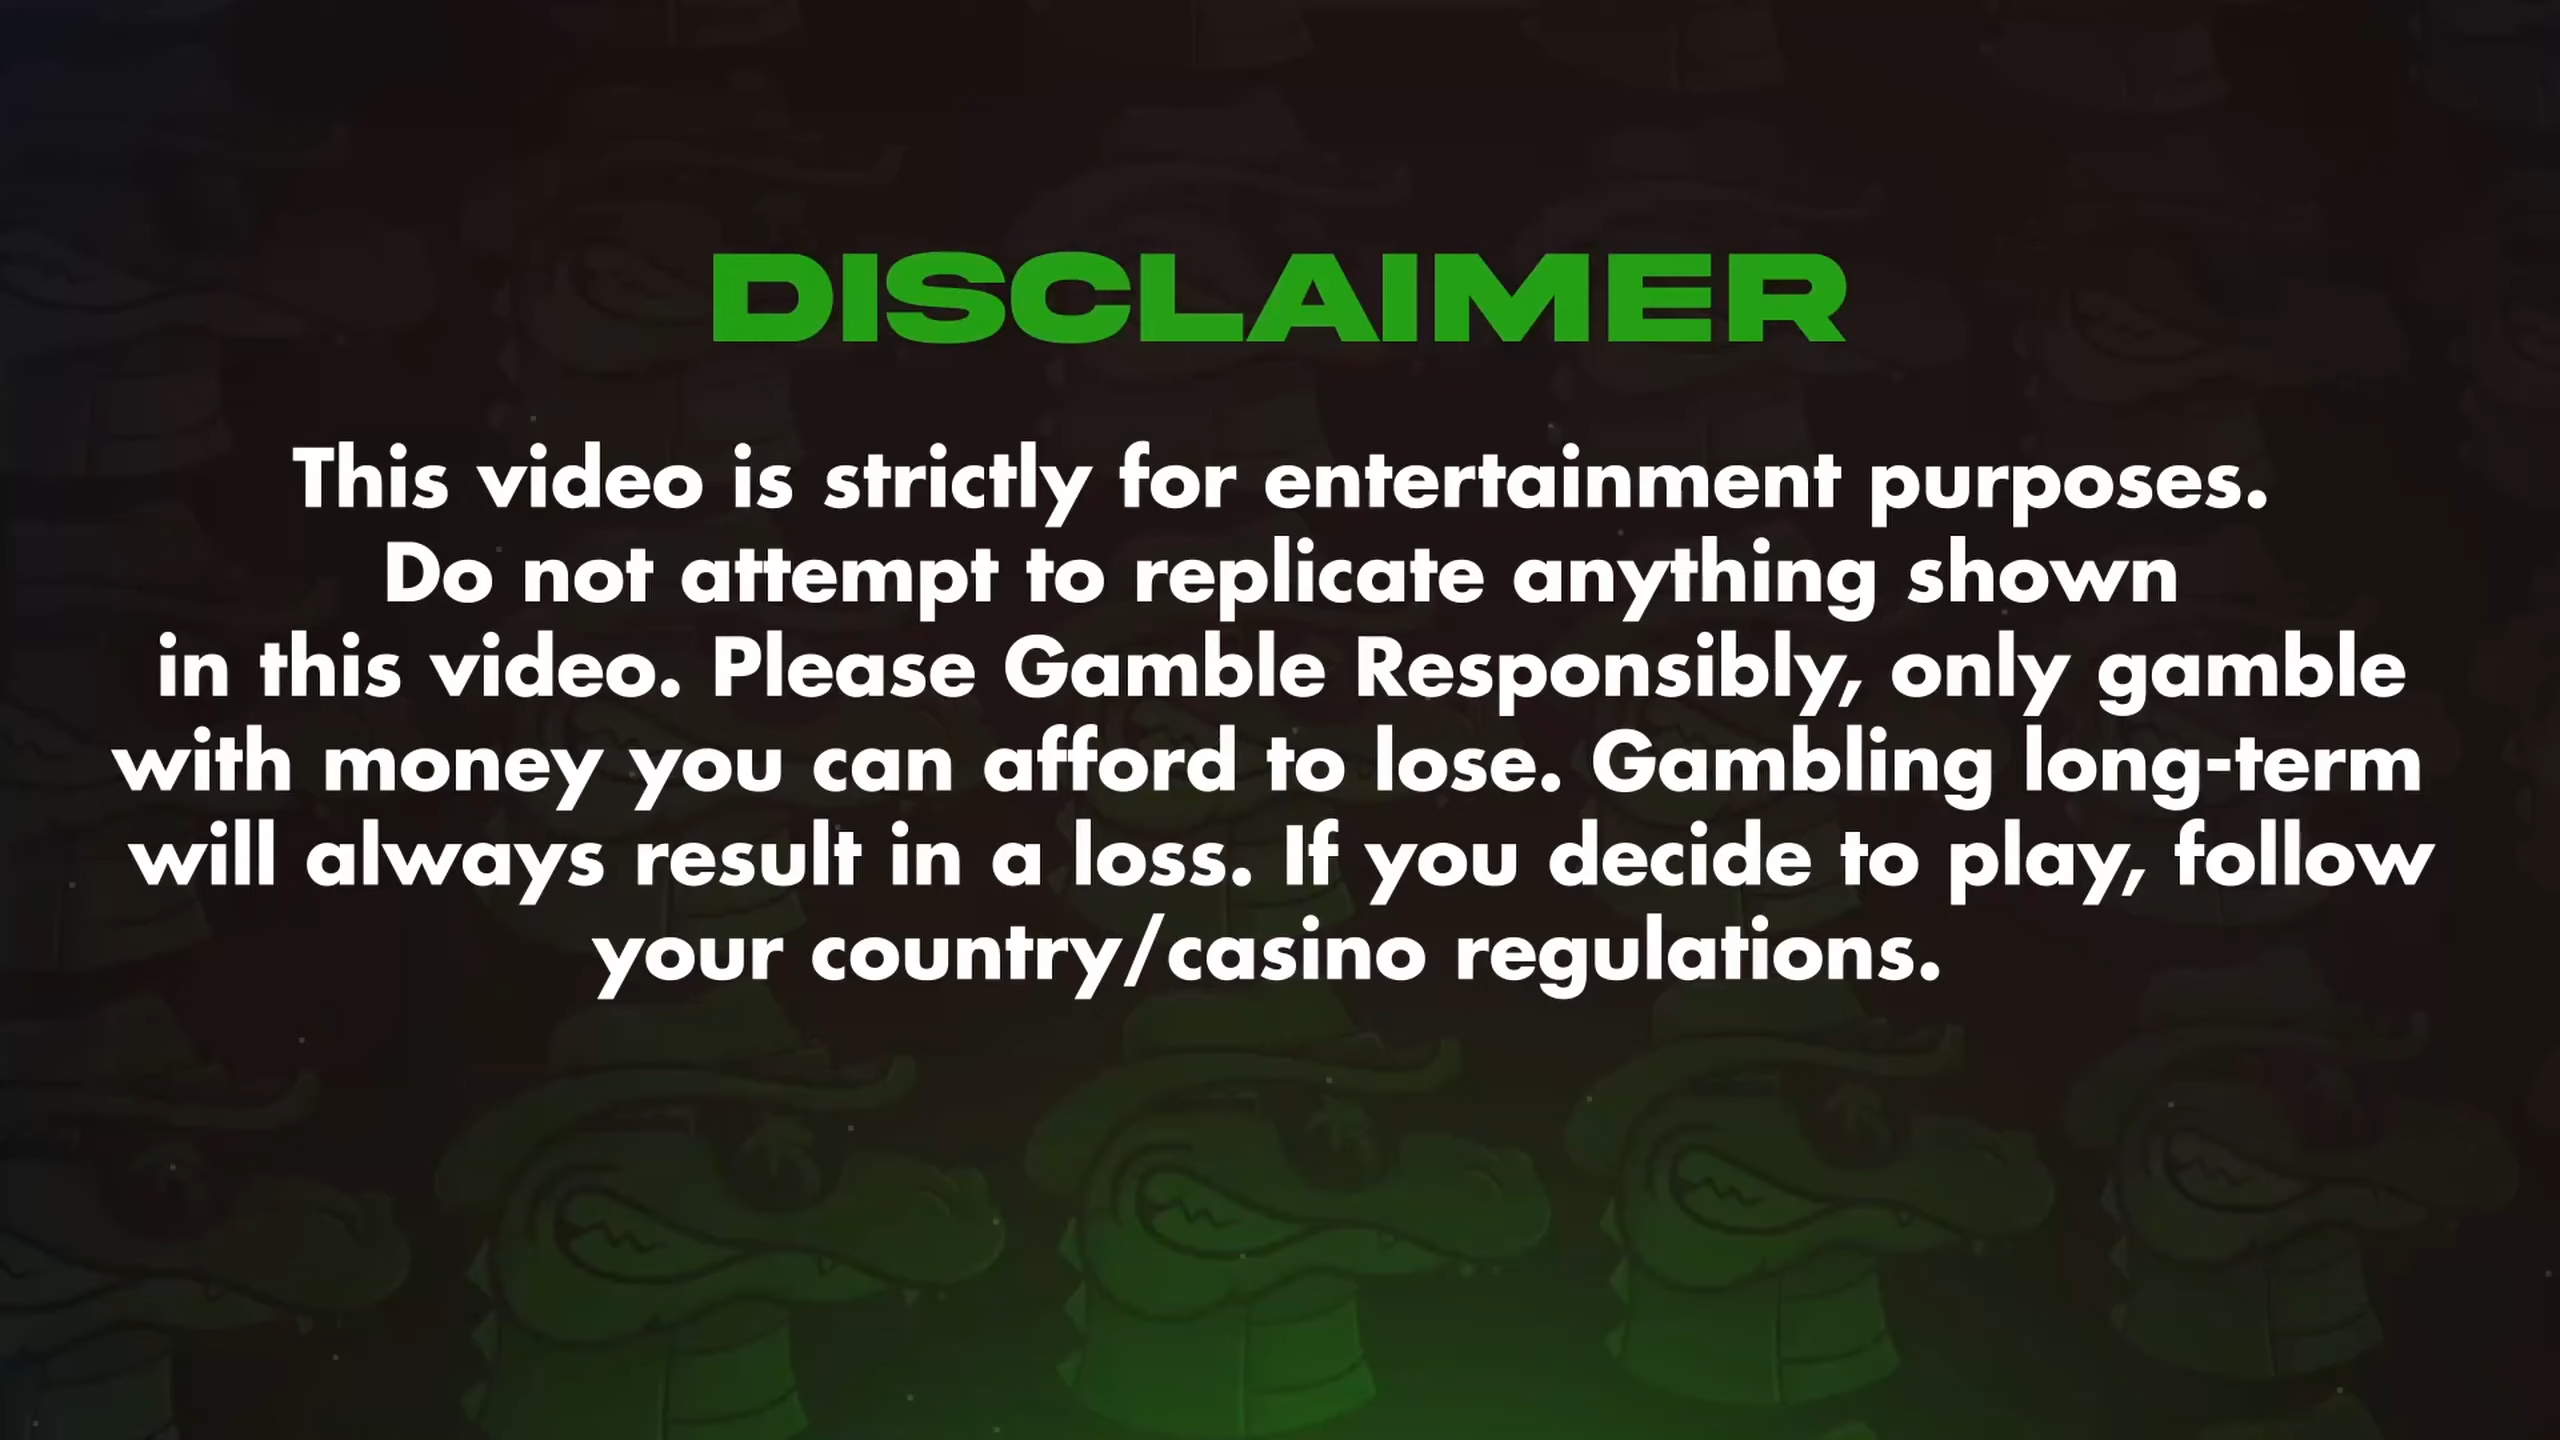 DISCLAIMER
This video is strictly for entertainment purposes.
Do not attempt to replicate anything shown
in this video. Please Gamble Responsibly, only gamble
with money you can afford to lose. Gambling long-term
will always result in a loss. If you decide to play, follow
your country/casino regulations.